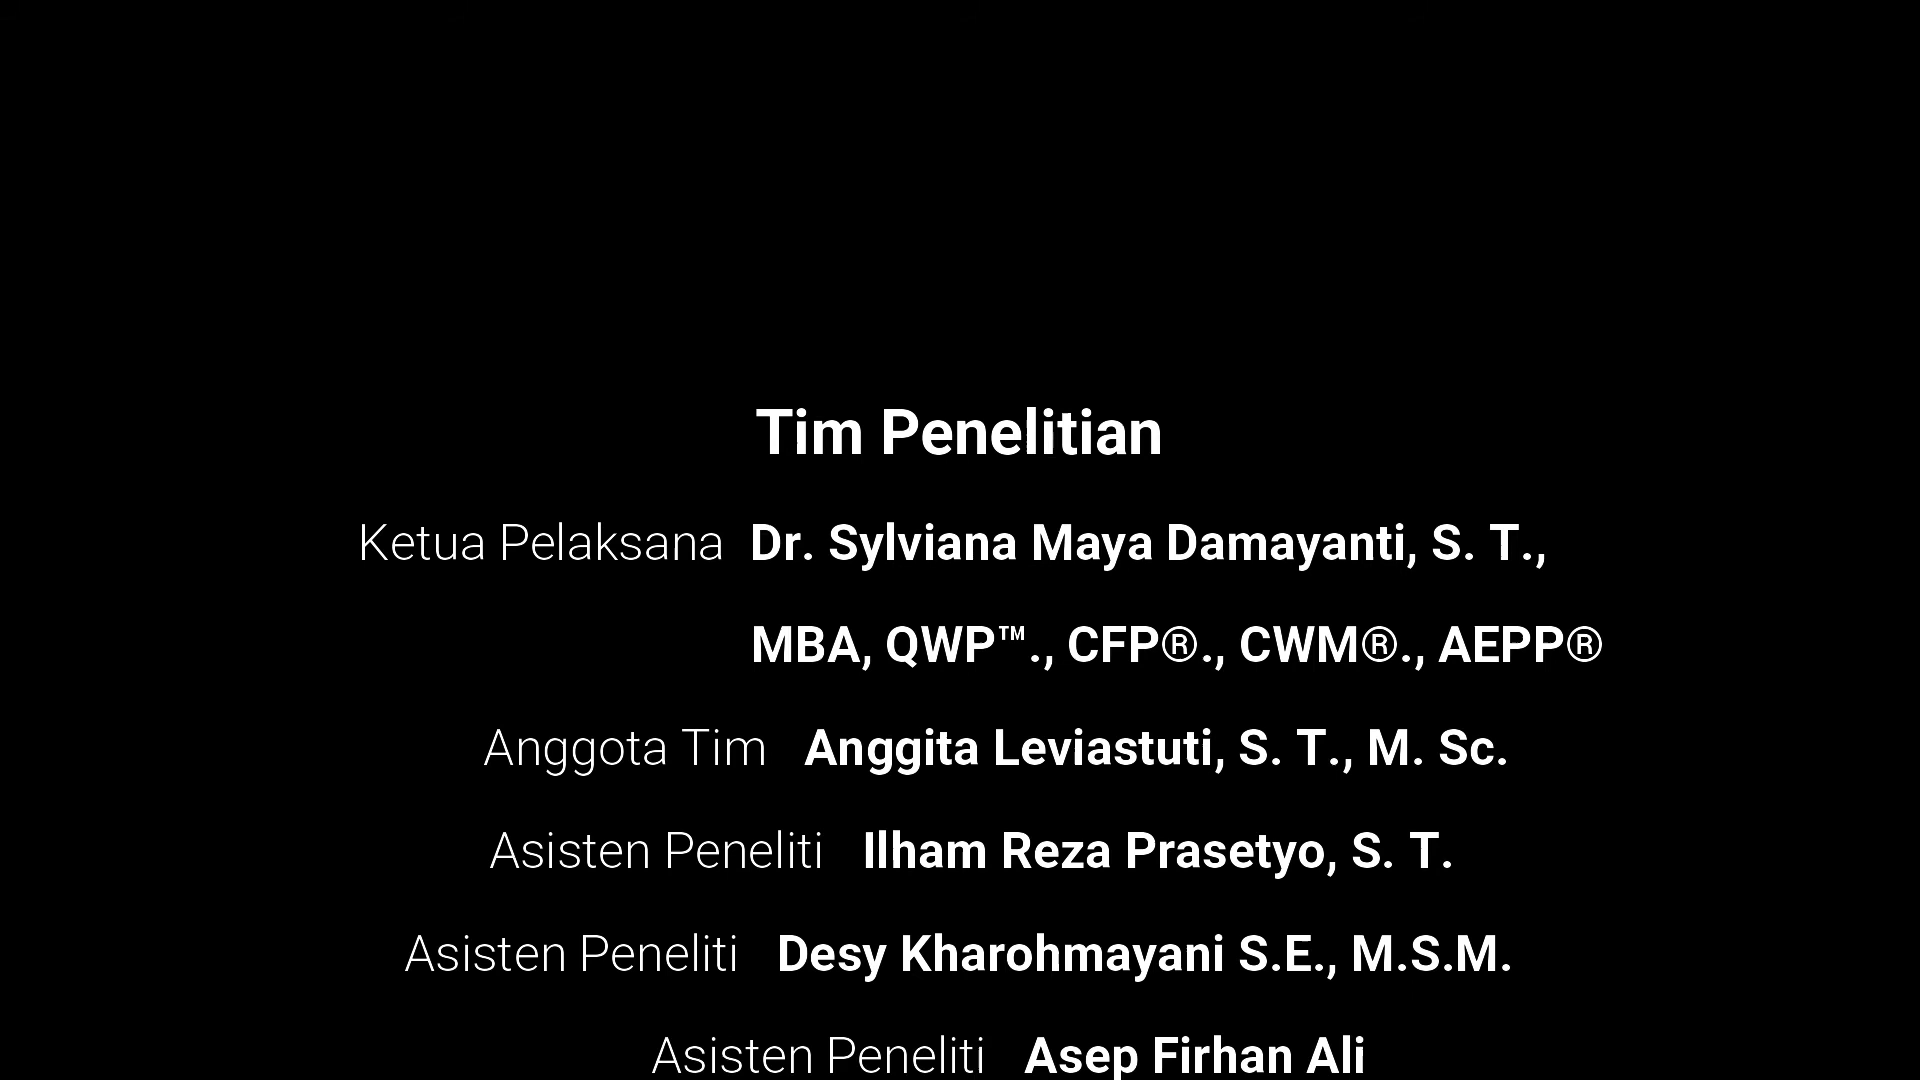 Tim Penelitian
Ketua Pelaksana Dr. Sylviana Maya Damayanti, S. T.,
MBA, QWP™., CFP®., CWM®., AEPP®
Anggota Tim Anggita Leviastuti, S. T., M. Sc.
Asisten Peneliti Ilham Reza Prasetyo, S. T.
Asisten Peneliti Desy Kharohmayani S.E., M.S.M.
Asisten Peneliti Asep Firhan Ali